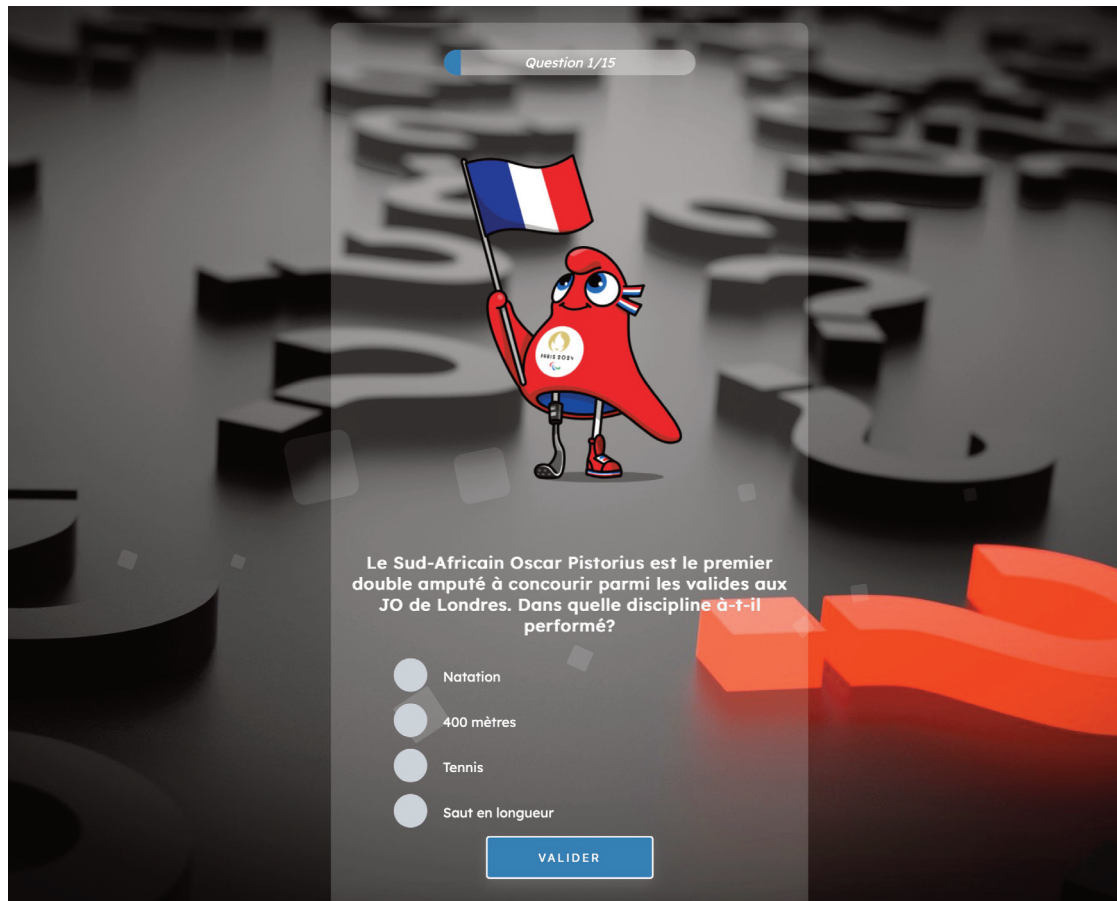 Question 1/15
PARIS 2024
Le Sud-Africain Oscar Pistorius est le premier
double amputé à concourir parmi les valides aux
JO de Londres. Dans quelle discipline à-t-il
performé?
Natation
400 mètres
Tennis
Saut en longueur
VALIDER